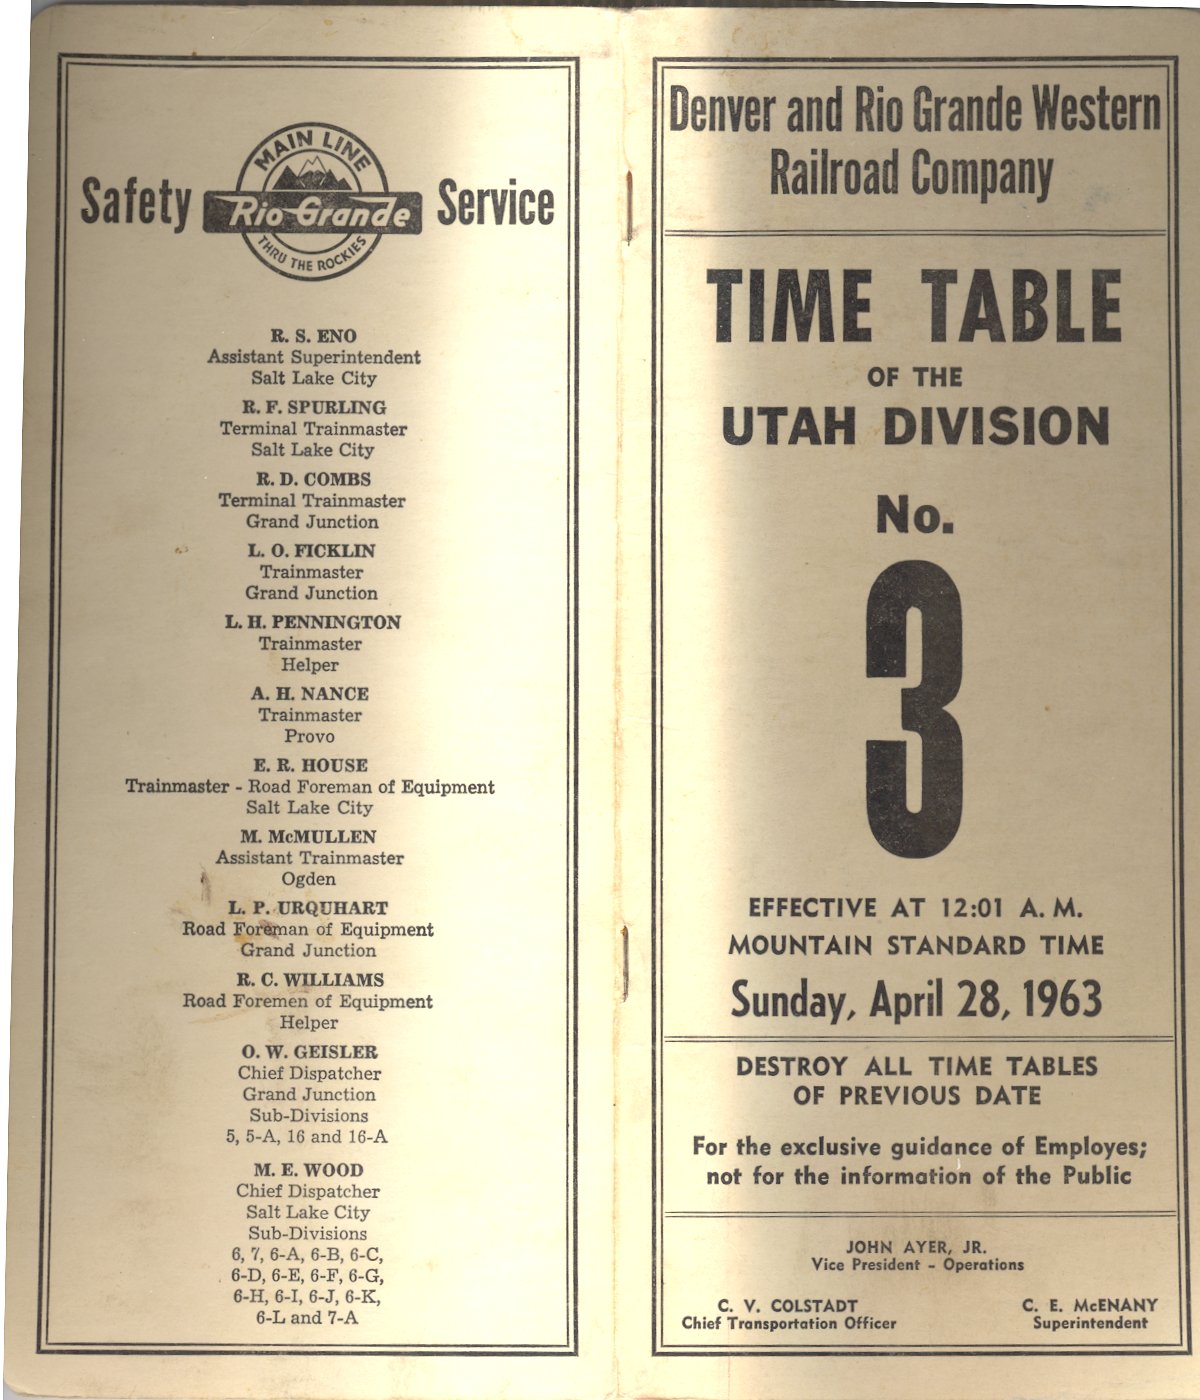 Safety
MAIN LINE
Rio Grande
THRU THE ROCKIES
Service
R. S. ENO
Assistant Superintendent
Salt Lake City
R. F. SPURLING
Terminal Trainmaster
Salt Lake City
R. D. COMBS
Terminal Trainmaster
Grand Junction
L. O. FICKLIN
Trainmaster
Grand Junction
L. H. PENNINGTON
Trainmaster
Helper
A. H. NANCE
Trainmaster
Provo
E. R. HOUSE
Trainmaster - Road Foreman of Equipment
Salt Lake City
M. McMULLEN
Assistant Trainmaster
Ogden
L. P. URQUHART
Road Foreman of Equipment
Grand Junction
R. C. WILLIAMS
Road Foremen of Equipment
Helper
O. W. GEISLER
Chief Dispatcher
Grand Junction
Sub-Divisions
5, 5-A, 16 and 16-A
M. E. WOOD
Chief Dispatcher
Salt Lake City
Sub-Divisions
6, 7, 6-A, 6-B, 6-C,
6-D, 6-E, 6-F, 6-G,
6-H, 6-I, 6-J, 6-K,
6-L and 7-A
Denver and Rio Grande Western
Railroad Company
TIME TABLE
OF THE
UTAH DIVISION
No.
3
EFFECTIVE AT 12:01 A. M.
MOUNTAIN STANDARD TIME
Sunday, April 28, 1963
DESTROY ALL TIME TABLES
OF PREVIOUS DATE
For the exclusive guidance of Employes;
not for the information of the Public
JOHN AYER, JR.
Vice President - Operations
C. V. COLSTADT
Chief Transportation Officer
C. E. McENANY
Superintendent